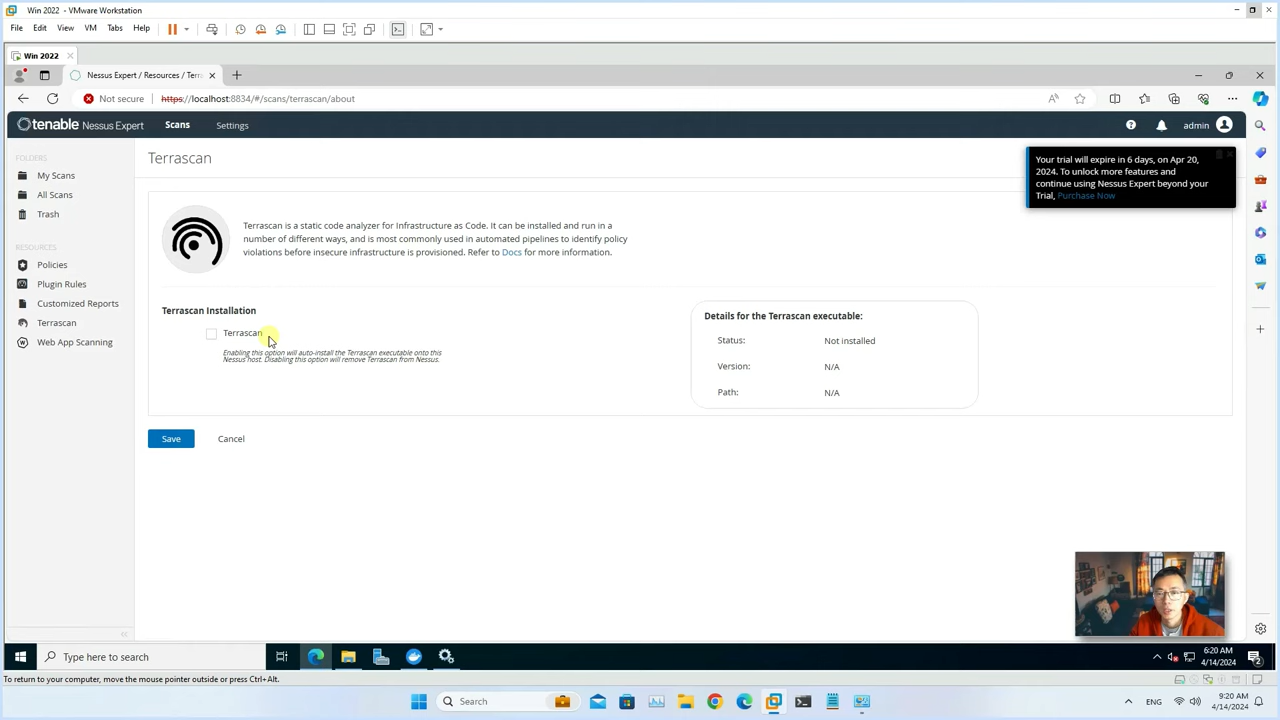 Win 2022 - VMware Workstation
File Edit View VM Tabs Help
Win 2022
Nessus Expert / Resources / Terra
Not secure https://localhost:8834/#/scans/terrascan/about
tenable Nessus Expert Scans Settings admin
FOLDERS
My Scans
All Scans
Trash
RESOURCES
Policies
Plugin Rules
Customized Reports
Terrascan
Web App Scanning
Terrascan
Your trial will expire in 6 days, on Apr 20,
2024. To unlock more features and
continue using Nessus Expert beyond your
Trial, Purchase Now
Terrascan is a static code analyzer for Infrastructure as Code. It can be installed and run in a
number of different ways, and is most commonly used in automated pipelines to identify policy
violations before insecure infrastructure is provisioned. Refer to Docs for more information.
Terrascan Installation
Terrascan
Enabling this option will auto-install the Terrascan executable onto this
Nessus host. Disabling this option will remove Terrascan from Nessus.
Details for the Terrascan executable:
Status: Not installed
Version: N/A
Path: N/A
Save Cancel
Type here to search
6:20 AM
4/14/2024
2
To return to your computer, move the mouse pointer outside or press Ctrl+Alt.
Search
ENG
9:20 AM
4/14/2024